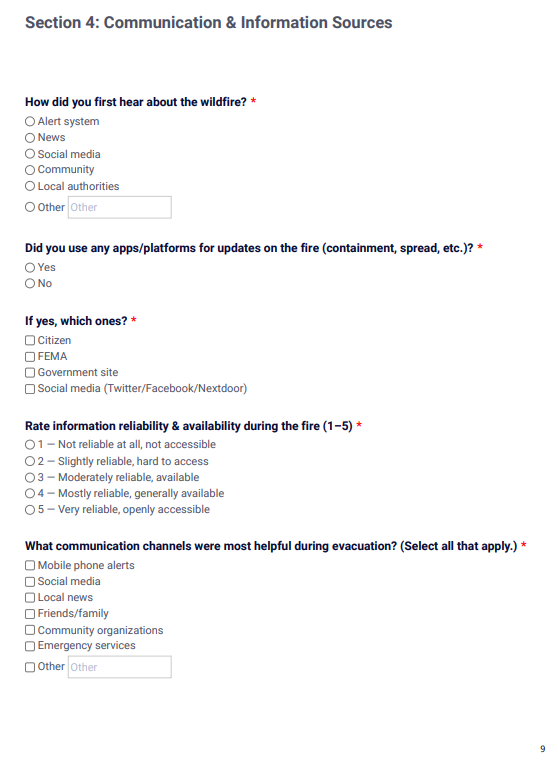 Section 4: Communication & Information Sources
How did you first hear about the wildfire? *
Alert system
News
Social media
Community
Local authorities
Other Other
Did you use any apps/platforms for updates on the fire (containment, spread, etc.)? *
Yes
No
If yes, which ones? *
Citizen
FEMA
Government site
Social media (Twitter/Facebook/Nextdoor)
Rate information reliability & availability during the fire (1–5) *
1 — Not reliable at all, not accessible
2 — Slightly reliable, hard to access
3 — Moderately reliable, available
4 — Mostly reliable, generally available
5 — Very reliable, openly accessible
What communication channels were most helpful during evacuation? (Select all that apply.) *
Mobile phone alerts
Social media
Local news
Friends/family
Community organizations
Emergency services
Other Other
9